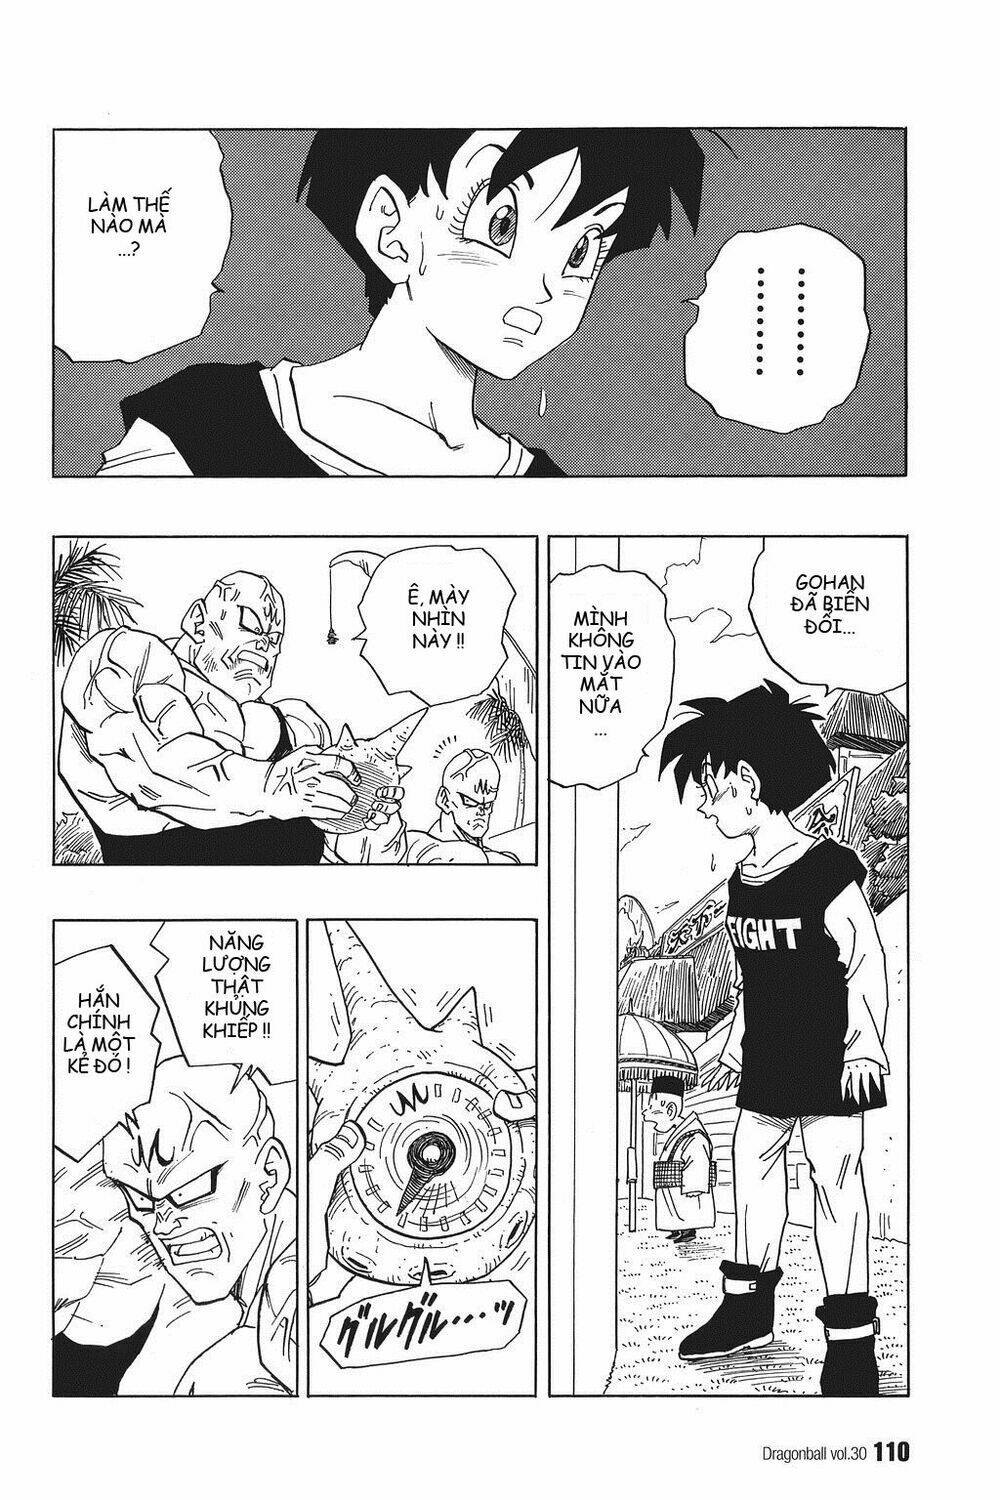 LÀM THẾ
NÀO MÀ
...?
GOHAN
ĐÃ BIẾN
ĐỔI...
MÌNH
KHÔNG
TIN VÀO
MẮT
NỮA
...
FIGHT
Ê, MÀY
NHÌN
NÀY !!
NĂNG
LƯỢNG
THẬT
KHỦNG
KHIẾP !!
HẮN
CHÍNH
LÀ MỘT
KẺ ĐÓ !
グルグル...ッ
Dragonball vol.30 110